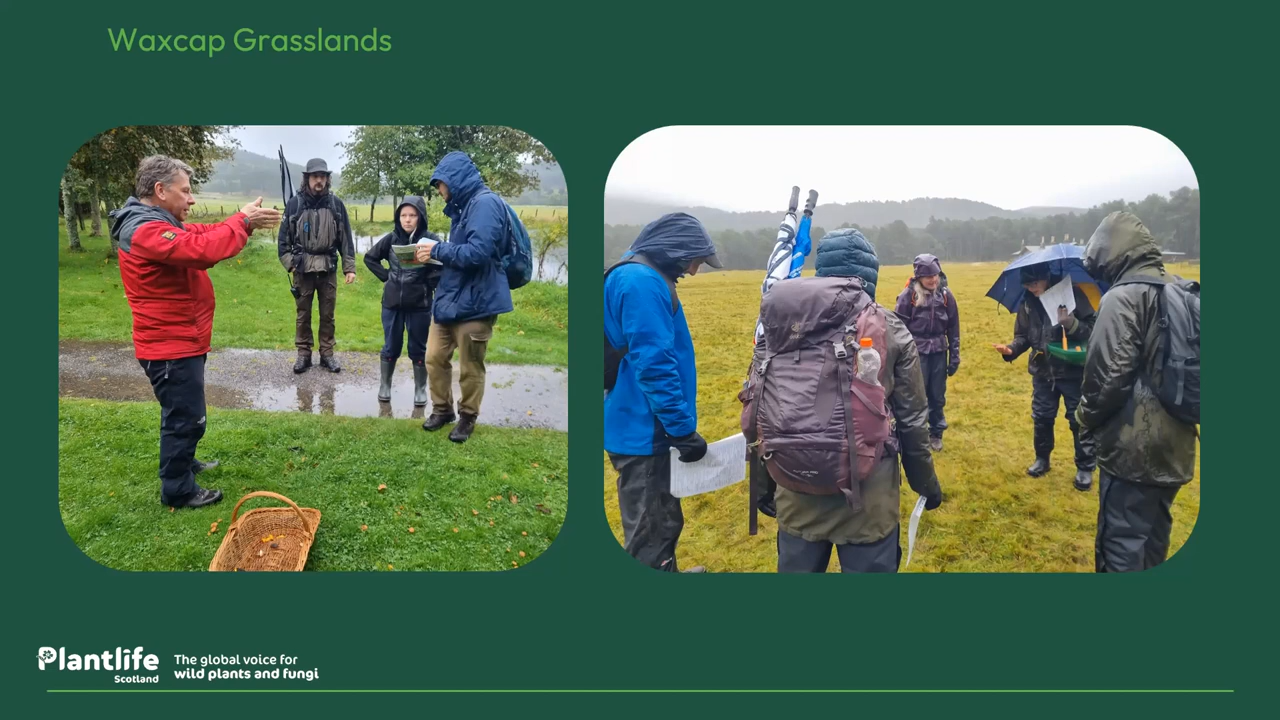 Waxcap Grasslands
Plantlife
Scotland
The global voice for
wild plants and fungi